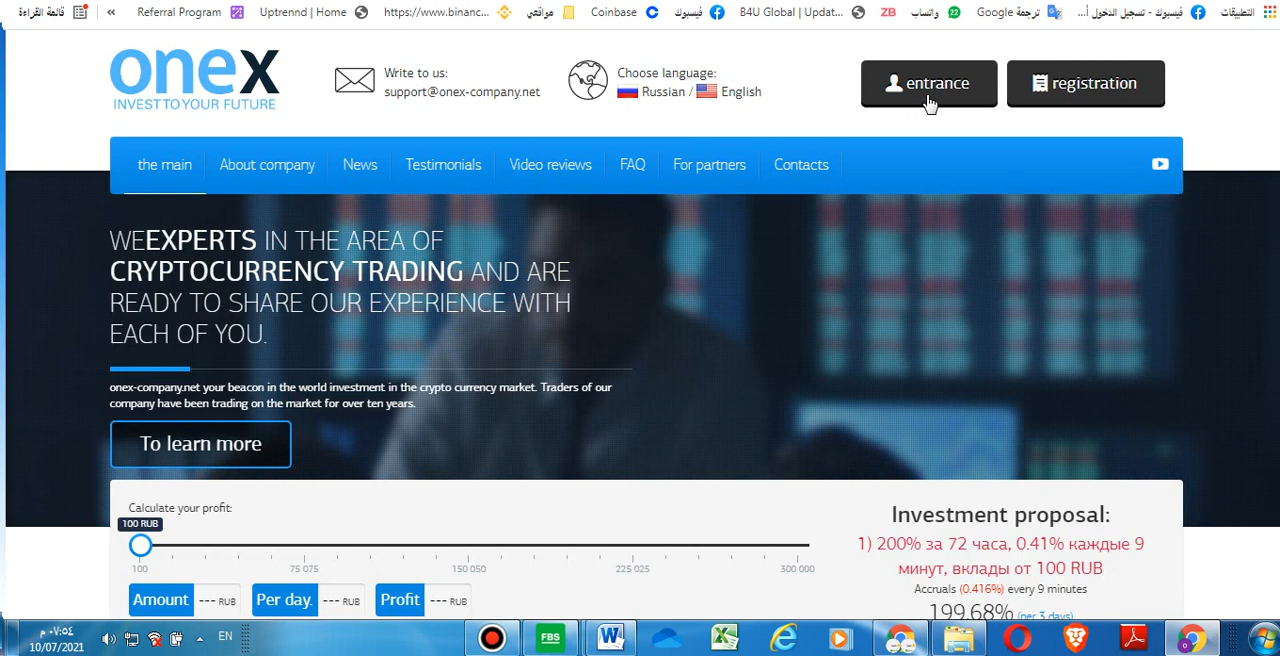 Referral Program
Uptrennd | Home
https://www.binanc...
مواقعي
Coinbase
فيسبوك
B4U Global | Updat...
ZB
واتساب
22
ترجمة Google
فيسبوك - تسجيل الدخول أ...
التطبيقات
قائمة القراءة
onex
INVEST TO YOUR FUTURE
Write to us:
support@onex-company.net
Choose language:
Russian / English
entrance
registration
the main
About company
News
Testimonials
Video reviews
FAQ
For partners
Contacts
WEEXPERTS IN THE AREA OF
CRYPTOCURRENCY TRADING AND ARE
READY TO SHARE OUR EXPERIENCE WITH
EACH OF YOU.
onex-company.net your beacon in the world investment in the crypto currency market. Traders of our
company have been trading on the market for over ten years.
To learn more
Calculate your profit:
100 RUB
100
75 075
150 050
225 025
300 000
Amount --- RUB
Per day. --- RUB
Profit --- RUB
Investment proposal:
1) 200% за 72 часа, 0.41% каждые 9
минут, вклады от 100 RUB
Accruals (0.416%) every 9 minutes
199.68% (per 3 days)
٠٧:٥٤ م
10/07/2021
EN
FBS